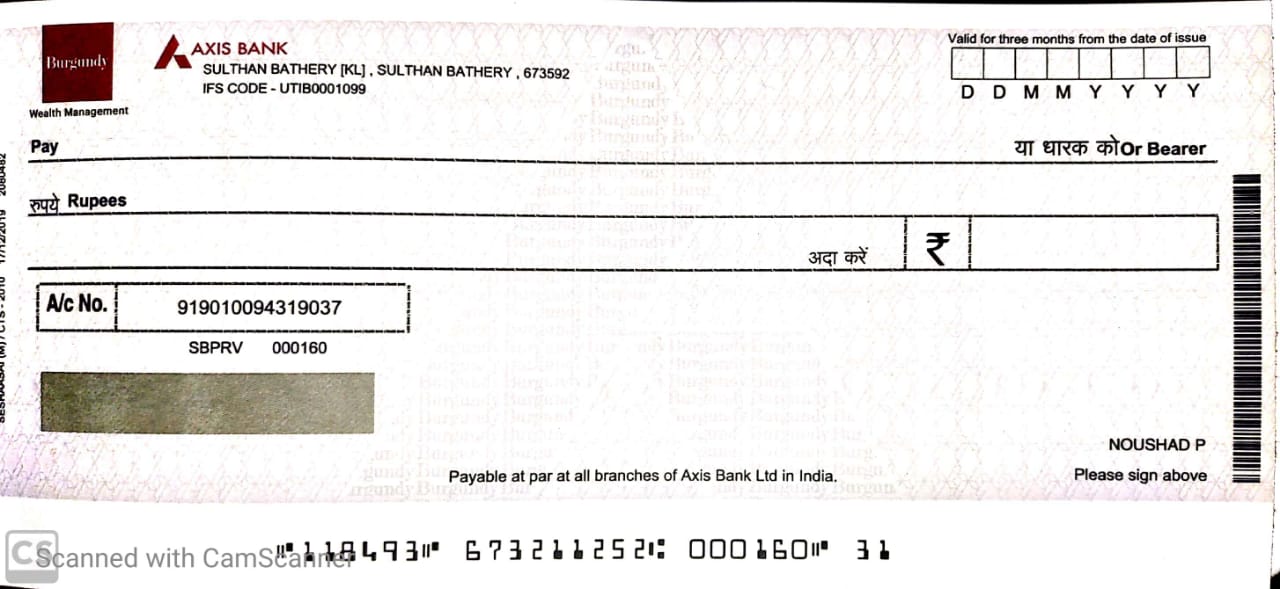 Burgundy
Wealth Management
AXIS BANK
SULTHAN BATHERY [KL] , SULTHAN BATHERY , 673592
IFS CODE - UTIB0001099
Valid for three months from the date of issue
D D M M Y Y Y Y
Pay
या धारक को Or Bearer
रुपये Rupees
अदा करें
₹
A/c No.
919010094319037
SBPRV 000160
NOUSHAD P
Payable at par at all branches of Axis Bank Ltd in India.
Please sign above
⑈118493⑈ 673211252⑆ 000160⑈ 31
CS Scanned with CamScanner